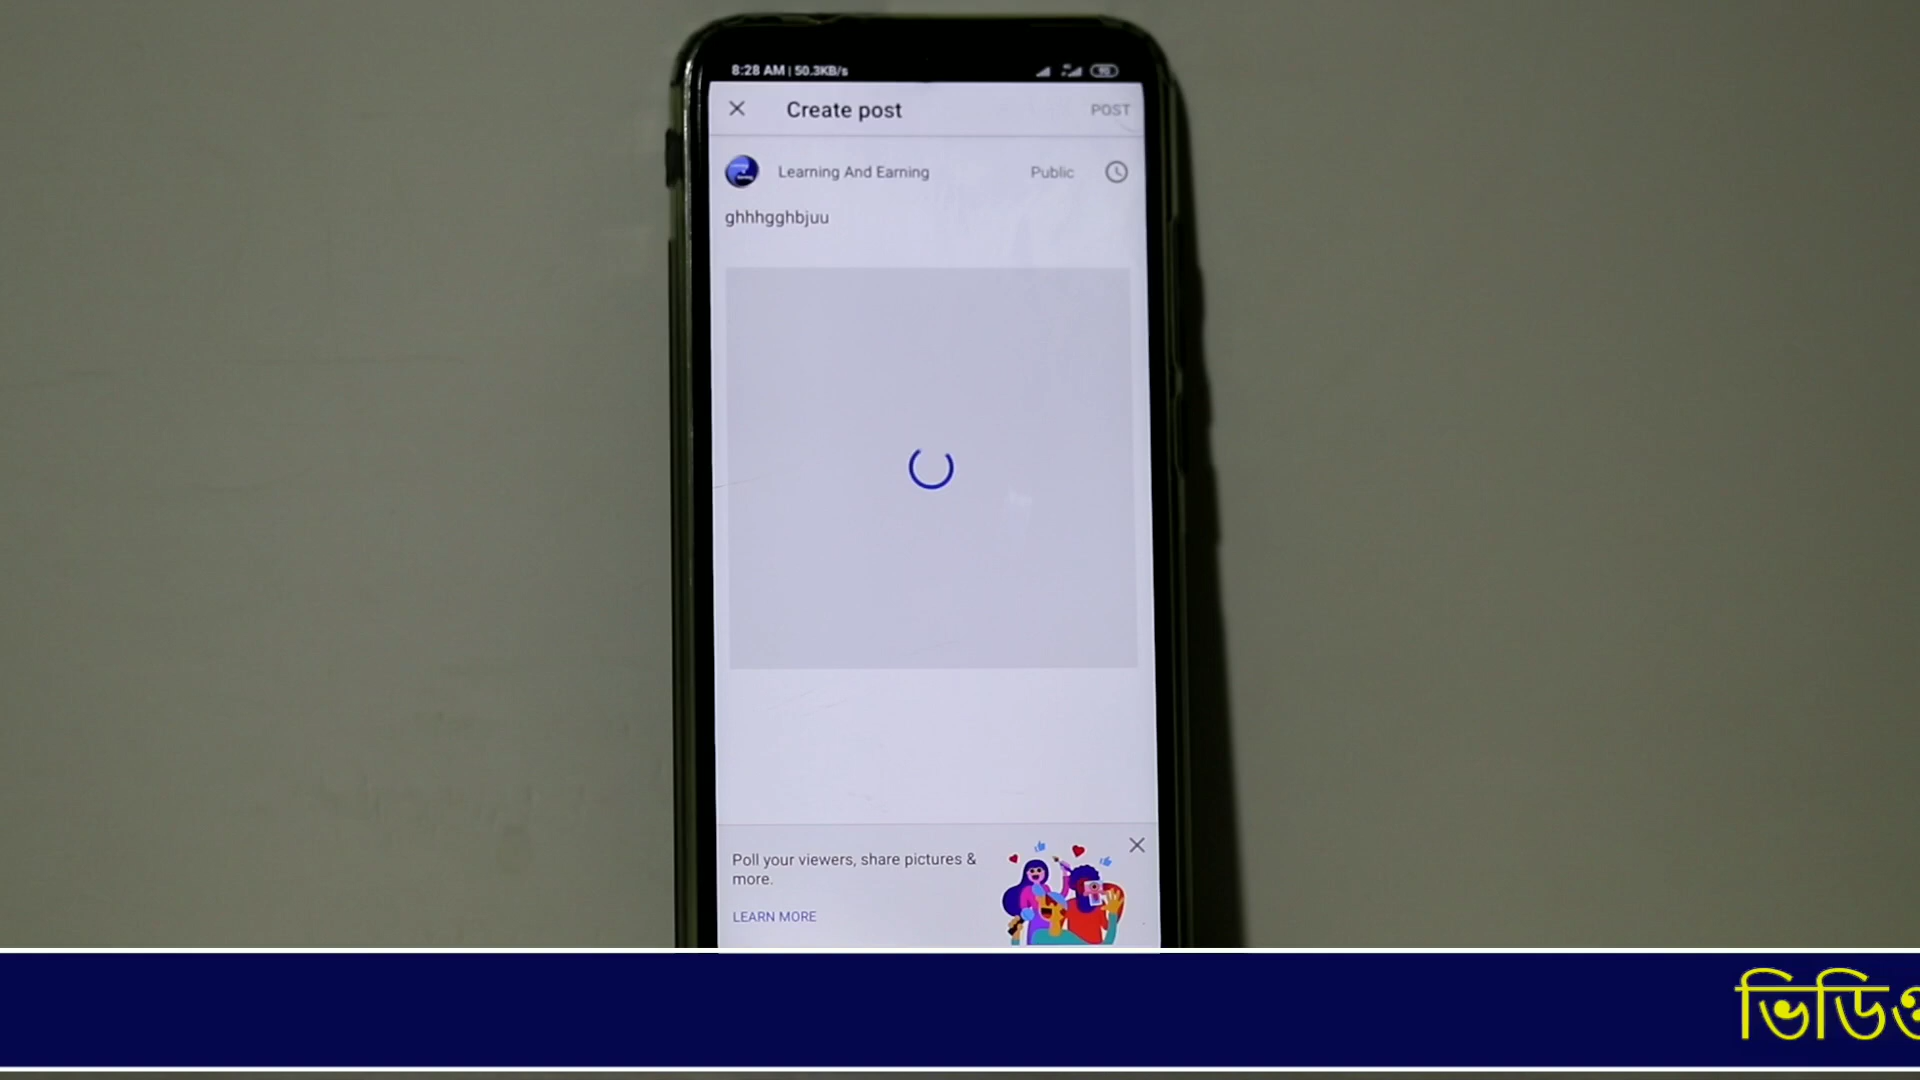 8:28 AM | 50.3KB/s
Create post
POST
Learning And Earning
Public
ghhhgghbjuu
Poll your viewers, share pictures &
more.
LEARN MORE